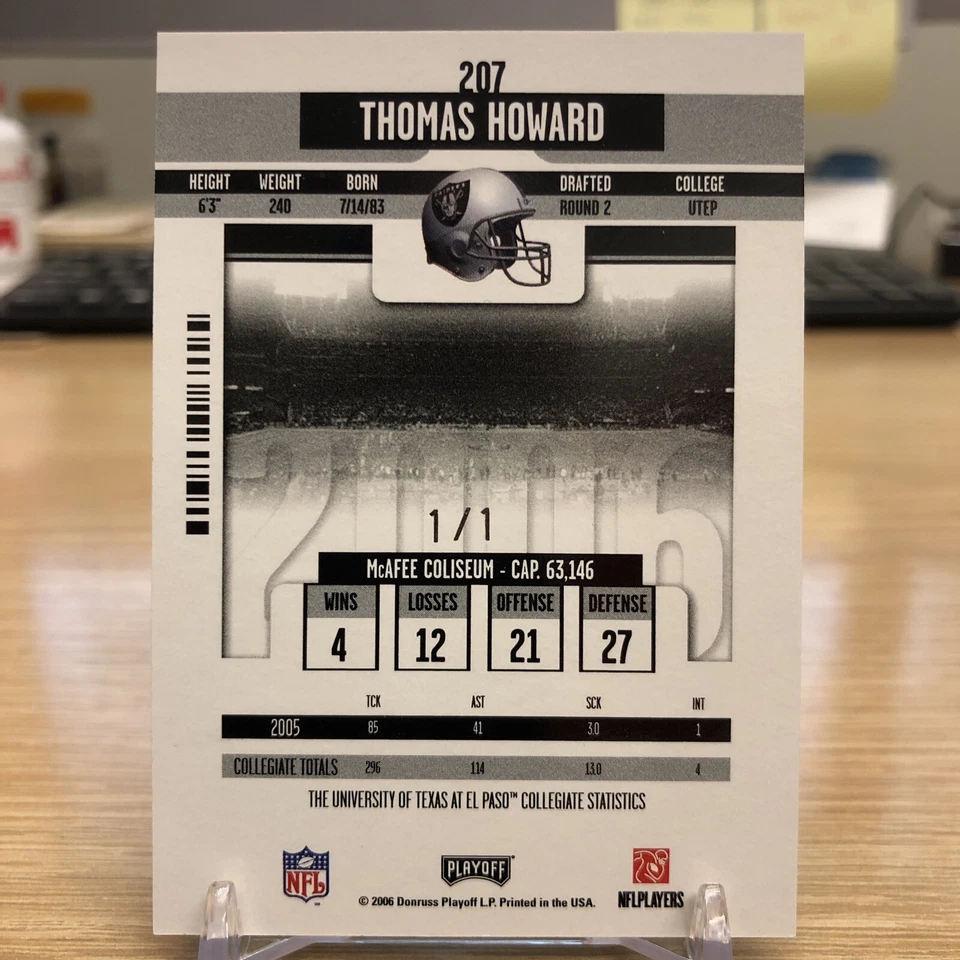 207
THOMAS HOWARD
HEIGHT WEIGHT BORN DRAFTED COLLEGE
6'3" 240 7/14/83 ROUND 2 UTEP
RAIDERS
2006
1/1
McAFEE COLISEUM - CAP. 63,146
WINS LOSSES OFFENSE DEFENSE
4 12 21 27
TCK AST SCK INT
2005 85 41 3.0 1
COLLEGIATE TOTALS 296 114 13.0 4
THE UNIVERSITY OF TEXAS AT EL PASO™ COLLEGIATE STATISTICS
NFL PLAYOFF
© 2006 Donruss Playoff L.P. Printed in the USA. NFLPLAYERS